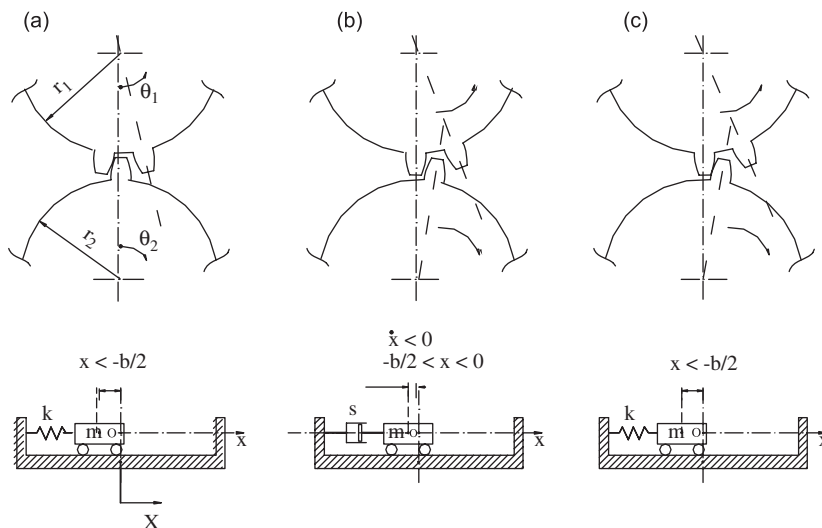 (a) (b) (c)
r₁ θ₁
r₂ θ₂
ẋ < 0
x < -b/2 -b/2 < x < 0 x < -b/2
k m o x s m o x k m o x
X